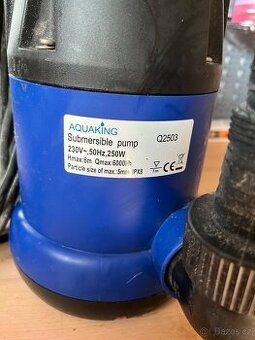 AQUAKING
Submersible pump Q2503
230V~,50Hz,250W
Hmax:6m Qmax:6000l/h
Particle size of max.:5mm IPX8
CE
Bazoš.cz